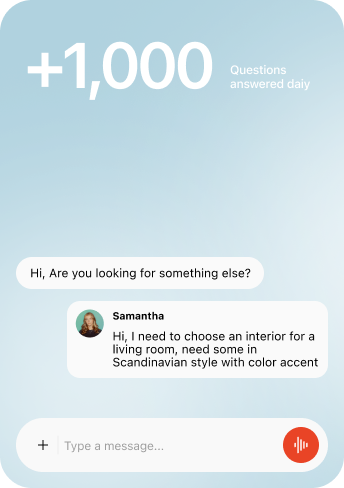 +1,000
Questions
answered daiy
Hi, Are you looking for something else?
Samantha
Hi, I need to choose an interior for a
living room, need some in
Scandinavian style with color accent
+ Type a message...